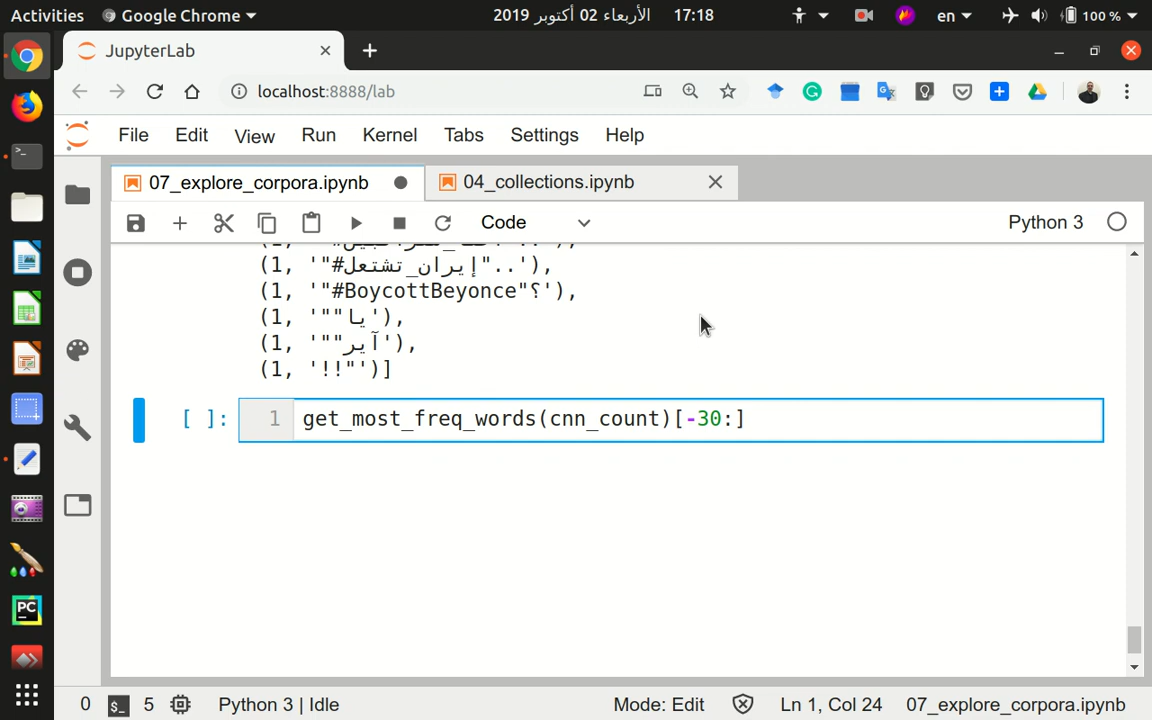 Activities Google Chrome الأربعاء 02 أكتوبر 2019 17:18 en 100 %
JupyterLab
localhost:8888/lab
File Edit View Run Kernel Tabs Settings Help
07_explore_corpora.ipynb 04_collections.ipynb
Code Python 3
(1, '"#إيران_تشتعل"..'),
(1, '"#BoycottBeyonce"؟'),
(1, '""يا'),
(1, '""آير'),
(1, '!!"')]
[ ]: 1 get_most_freq_words(cnn_count)[-30:]
PC
0 $_ 5 Python 3 | Idle Mode: Edit Ln 1, Col 24 07_explore_corpora.ipynb